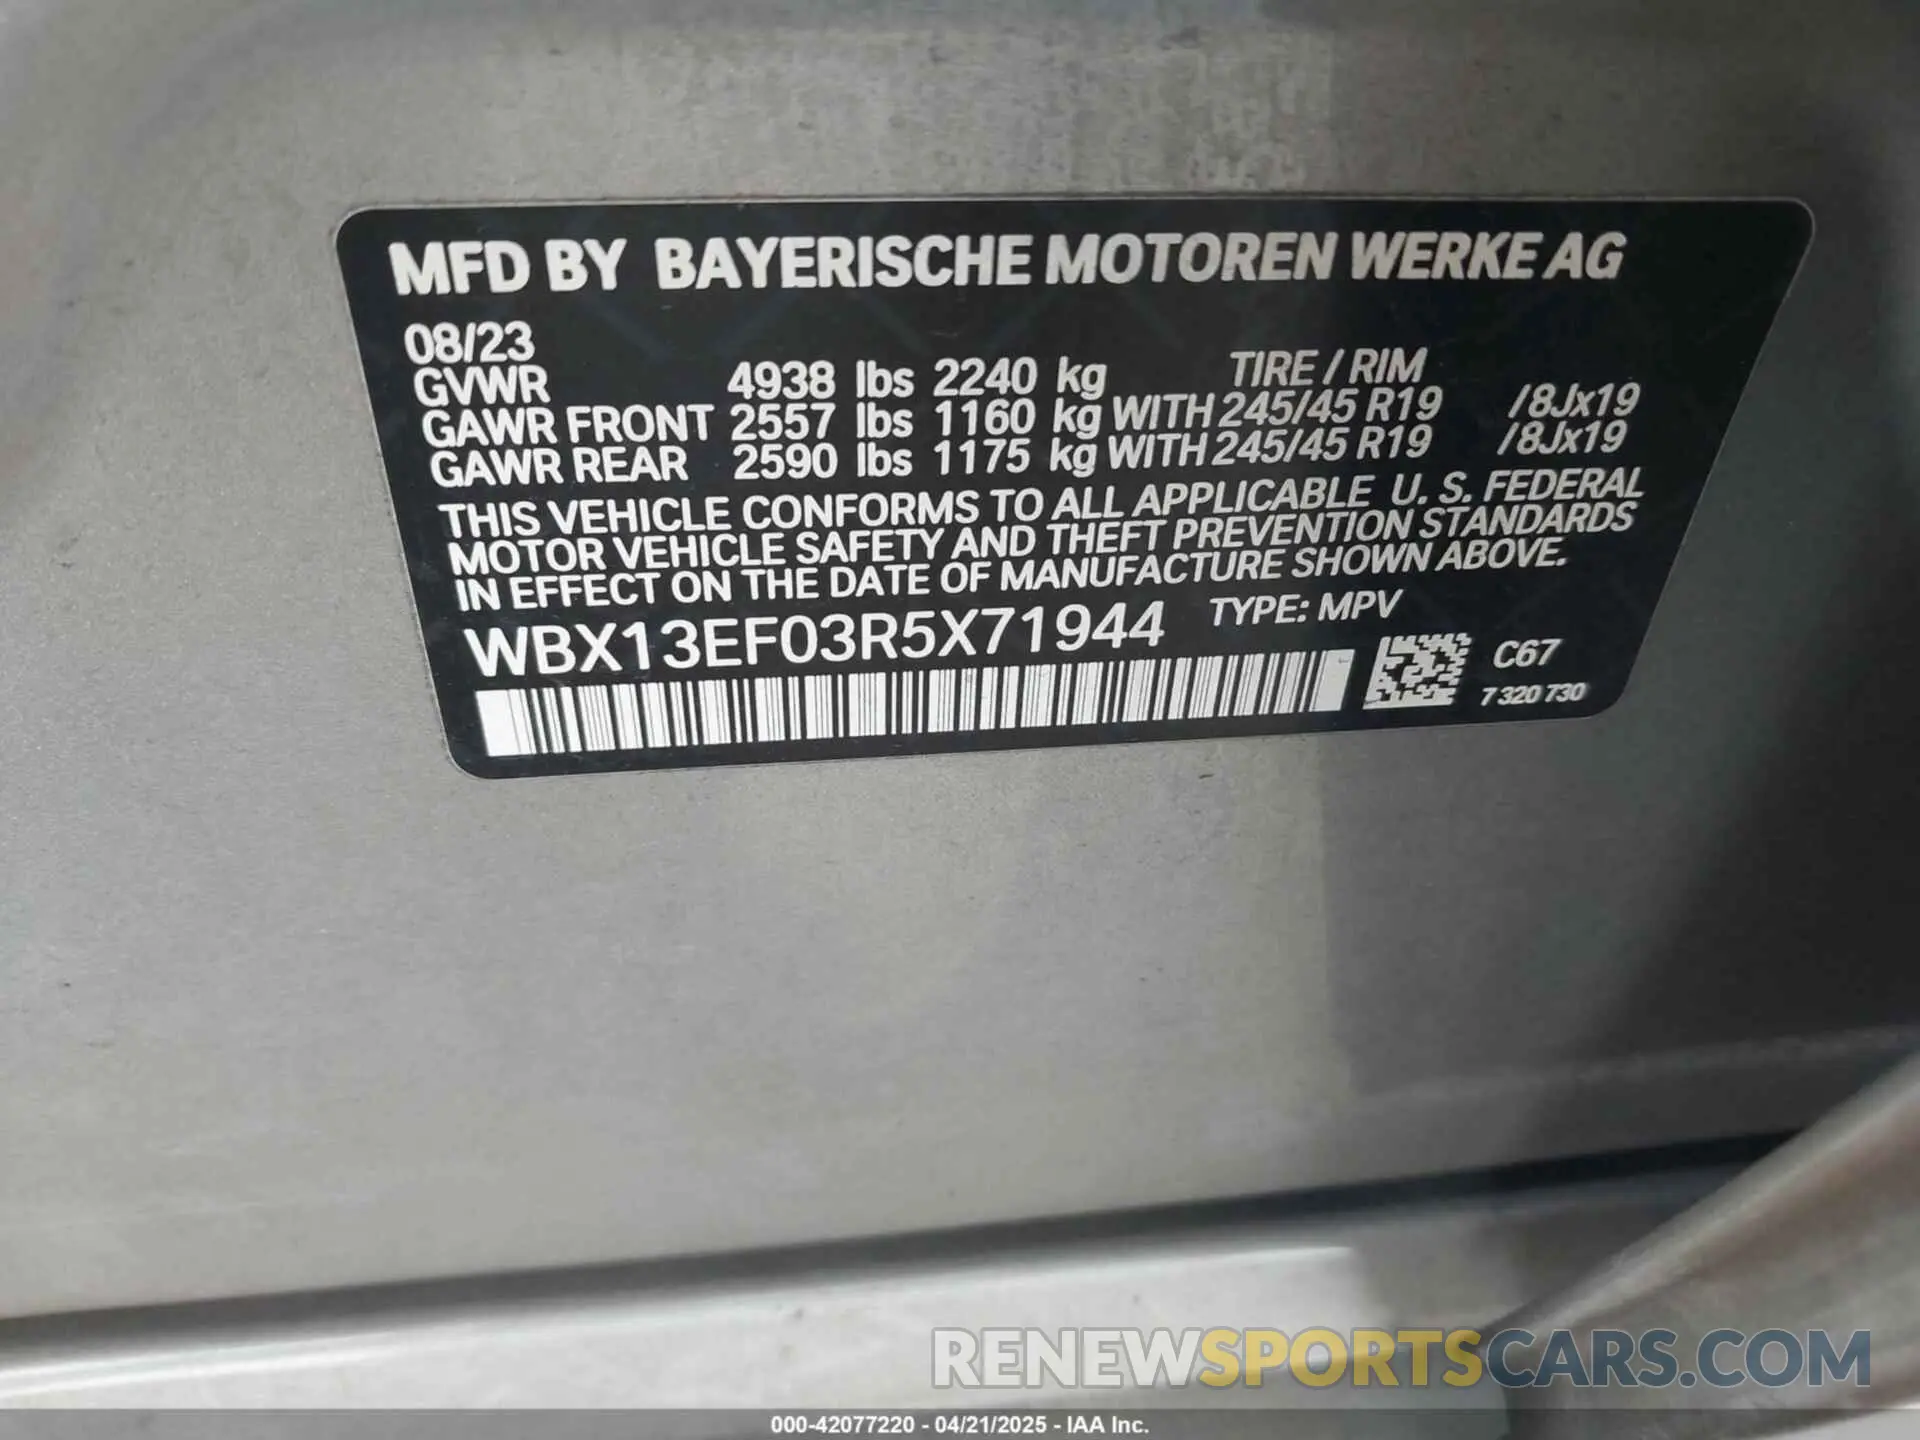 MFD BY BAYERISCHE MOTOREN WERKE AG
08/23
GVWR 4938 lbs 2240 kg TIRE / RIM
GAWR FRONT 2557 lbs 1160 kg WITH 245/45 R19 /8Jx19
GAWR REAR 2590 lbs 1175 kg WITH 245/45 R19 /8Jx19
THIS VEHICLE CONFORMS TO ALL APPLICABLE U. S. FEDERAL
MOTOR VEHICLE SAFETY AND THEFT PREVENTION STANDARDS
IN EFFECT ON THE DATE OF MANUFACTURE SHOWN ABOVE.
WBX13EF03R5X71944 TYPE: MPV
C67
7 320 730
RENEWSPORTSCARS.COM
000-42077220 - 04/21/2025 - IAA Inc.